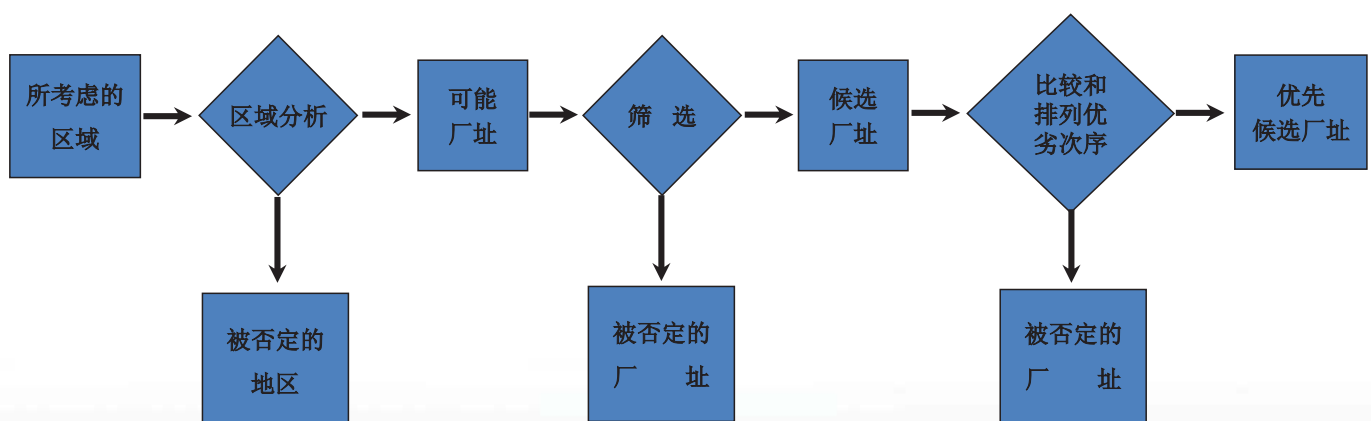 所考虑的
区域
区域分析
可能
厂址
筛 选
候选
厂址
比较和
排列优
劣次序
优先
候选厂址
被否定的
地区
被否定的
厂 址
被否定的
厂 址